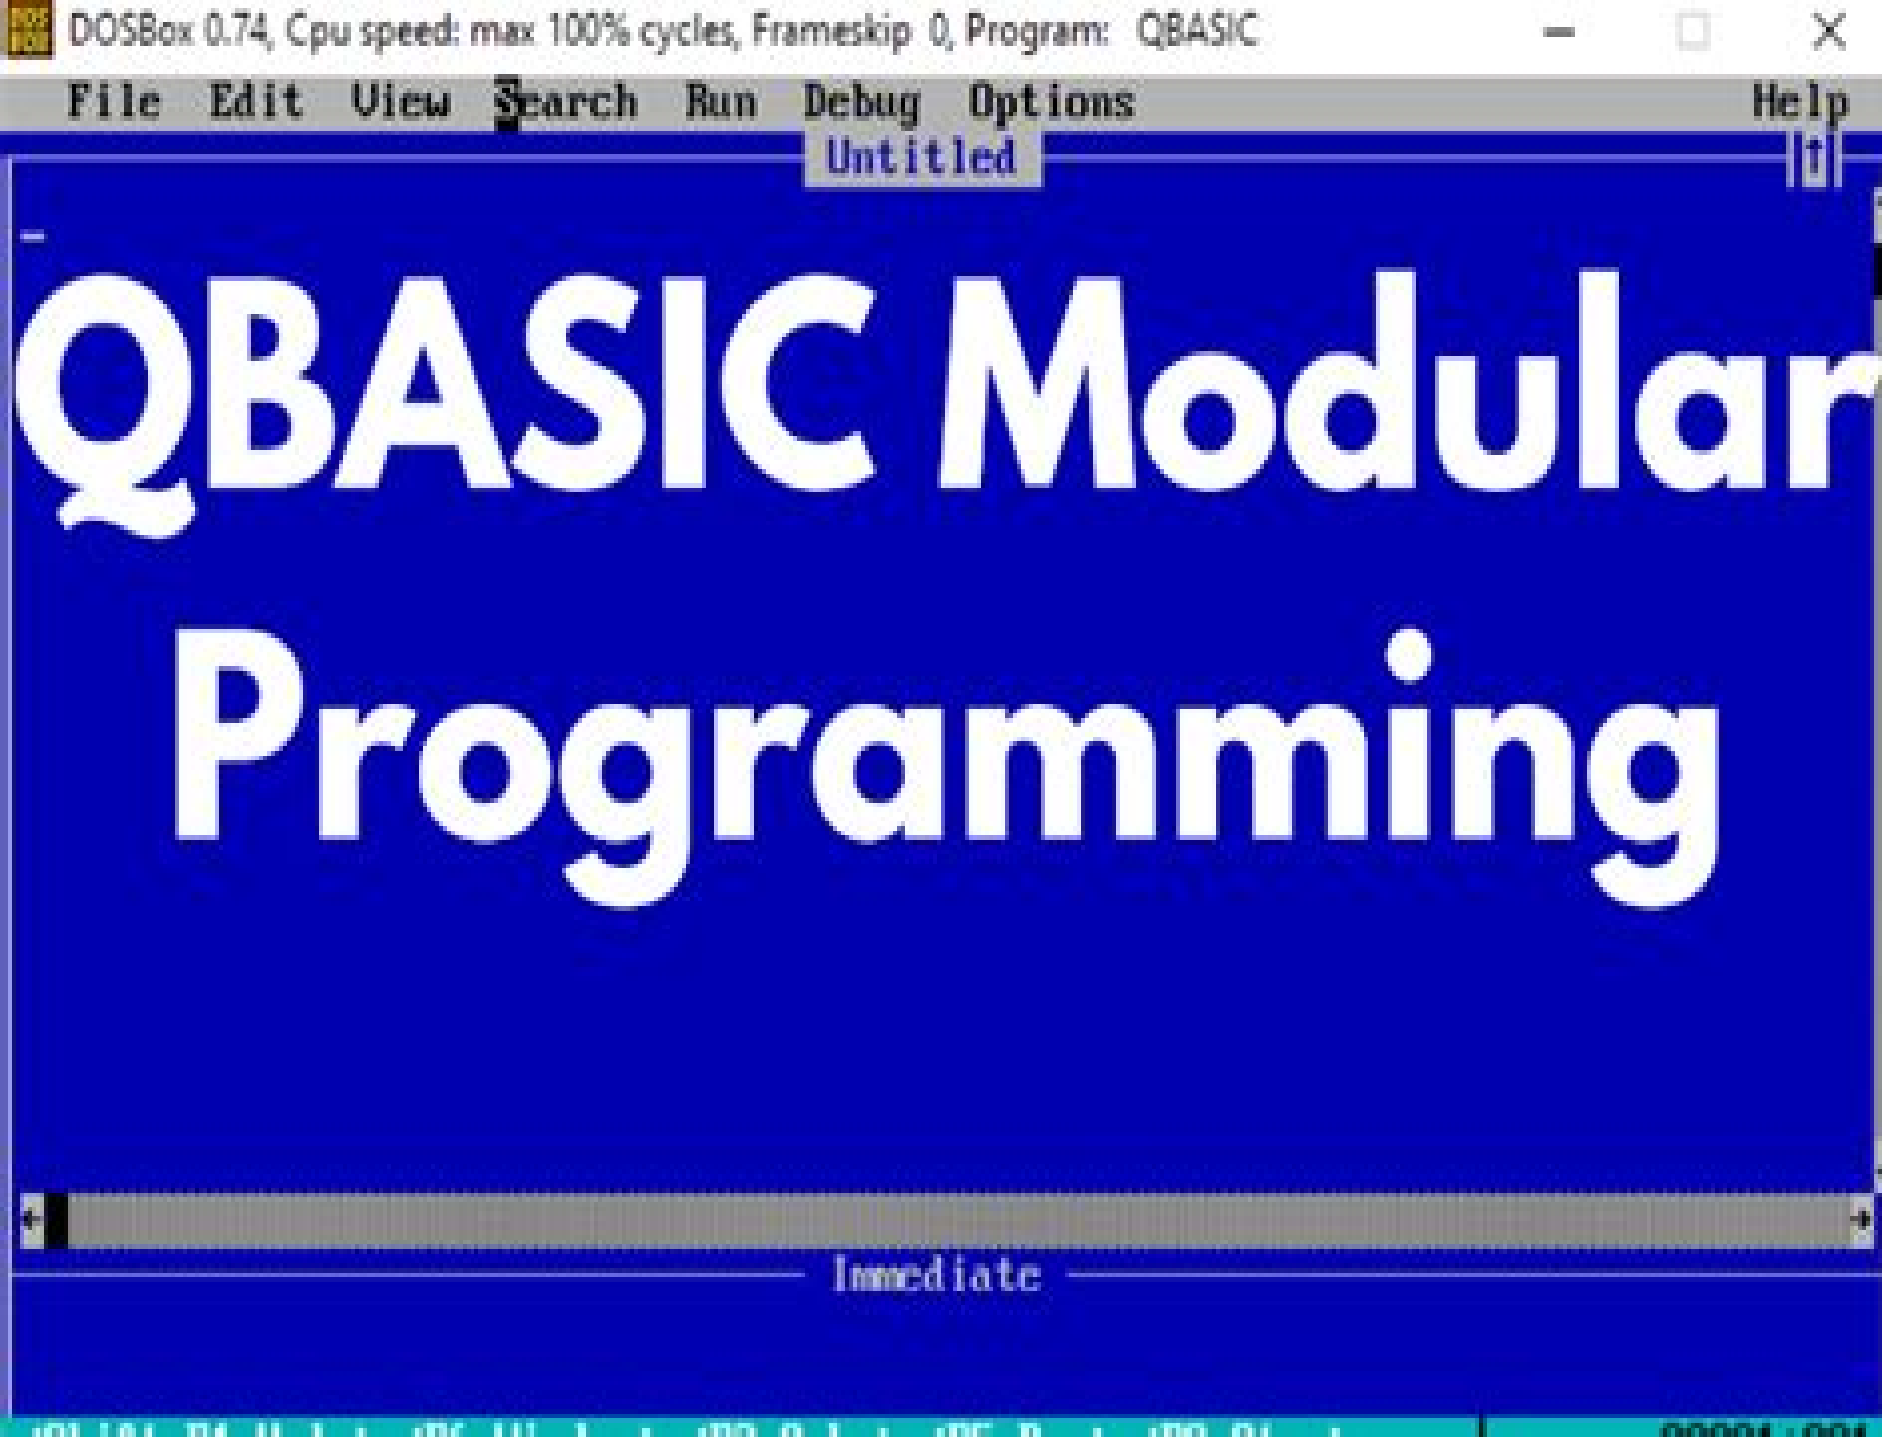 DOSBox 0.74, Cpu speed: max 100% cycles, Frameskip 0, Program: QBASIC
File Edit View Search Run Debug Options Help
Untitled
QBASIC Modular
Programming
Immediate